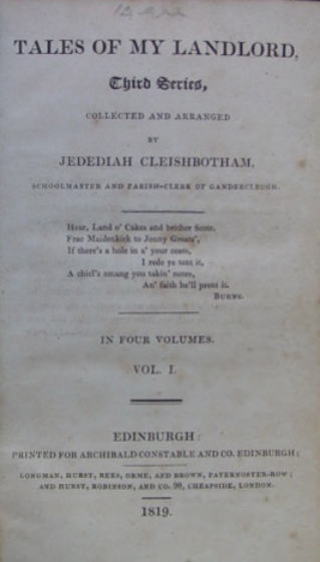 TALES OF MY LANDLORD,
Third Series,
COLLECTED AND ARRANGED
BY
JEDEDIAH CLEISHBOTHAM,
SCHOOLMASTER AND PARISH-CLERK OF GANDERCLEUGH.
Hear, Land o' Cakes and brither Scots,
Frae Maidenkirk to Jonny Groats',
If there's a hole in a' your coats,
I rede ye tent it,
A chiel's amang you takin' notes,
An' faith he'll prent it.
BURNS.
IN FOUR VOLUMES.
VOL. I.
EDINBURGH:
PRINTED FOR ARCHIBALD CONSTABLE AND CO. EDINBURGH;
LONGMAN, HURST, REES, ORME, AND BROWN, PATERNOSTER-ROW;
AND HURST, ROBINSON, AND CO. 90, CHEAPSIDE, LONDON.
1819.